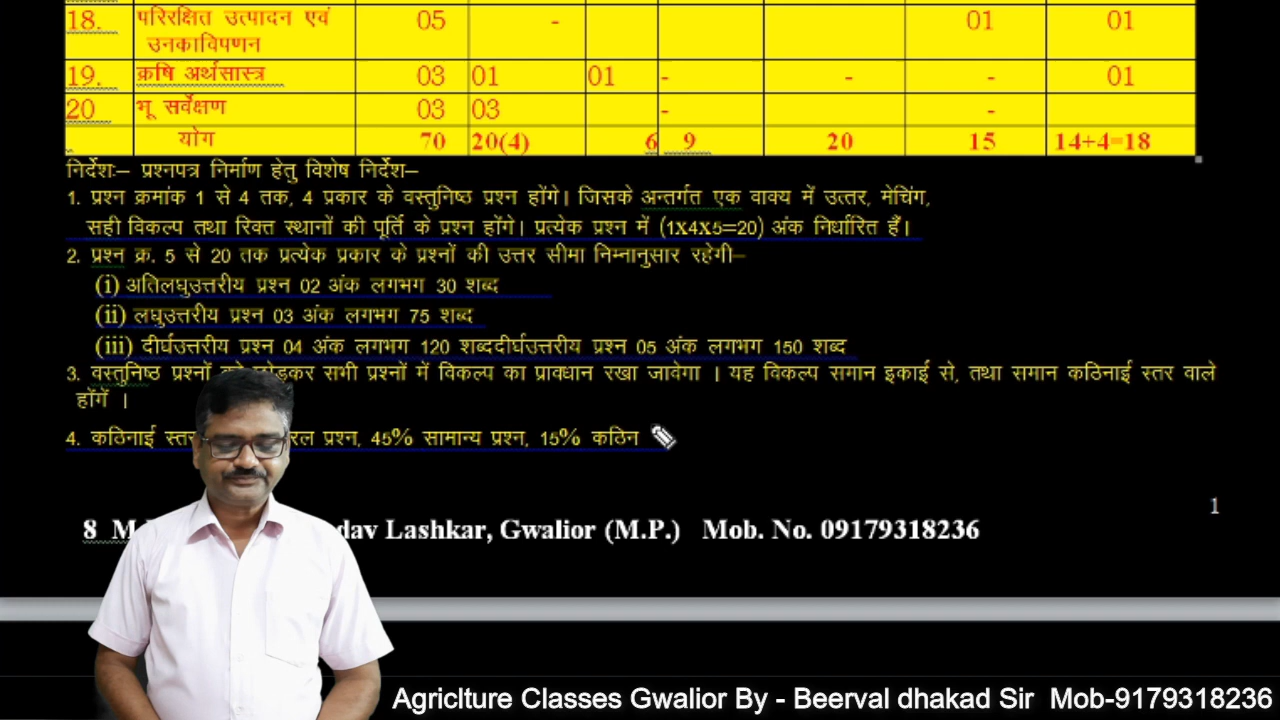 18. परिरक्षित उत्पादन एवं 05 - 01 01
उनकाविपणन
19. क्रषि अर्थसास्त्र 03 01 01 - - - 01
20 भू सर्वेक्षण 03 03 - -
योग 70 20(4) 6 9 20 15 14+4=18
निर्देशः– प्रश्नपत्र निर्माण हेतु विशेष निर्देश–
1. प्रश्न क्रमांक 1 से 4 तक, 4 प्रकार के वस्तुनिष्ठ प्रश्न होंगे। जिसके अन्तर्गत एक वाक्य में उत्तर, मेचिंग,
सही विकल्प तथा रिक्त स्थानों की पूर्ति के प्रश्न होंगे। प्रत्येक प्रश्न में (1x4x5=20) अंक निर्धारित हैं।
2. प्रश्न क्र. 5 से 20 तक प्रत्येक प्रकार के प्रश्नों की उत्तर सीमा निम्नानुसार रहेगी–
(i) अतिलघुउत्तरीय प्रश्न 02 अंक लगभग 30 शब्द
(ii) लघुउत्तरीय प्रश्न 03 अंक लगभग 75 शब्द
(iii) दीर्घउत्तरीय प्रश्न 04 अंक लगभग 120 शब्ददीर्घउत्तरीय प्रश्न 05 अंक लगभग 150 शब्द
3. वस्तुनिष्ठ प्रश्नों को छोड़कर सभी प्रश्नों में विकल्प का प्रावधान रखा जावेगा । यह विकल्प समान इकाई से, तथा समान कठिनाई स्तर वाले
होंगें ।
4. कठिनाई स्तर रल प्रश्न, 45% सामान्य प्रश्न, 15% कठिन
1
8 M dav Lashkar, Gwalior (M.P.) Mob. No. 09179318236
Agriclture Classes Gwalior By - Beerval dhakad Sir Mob-9179318236